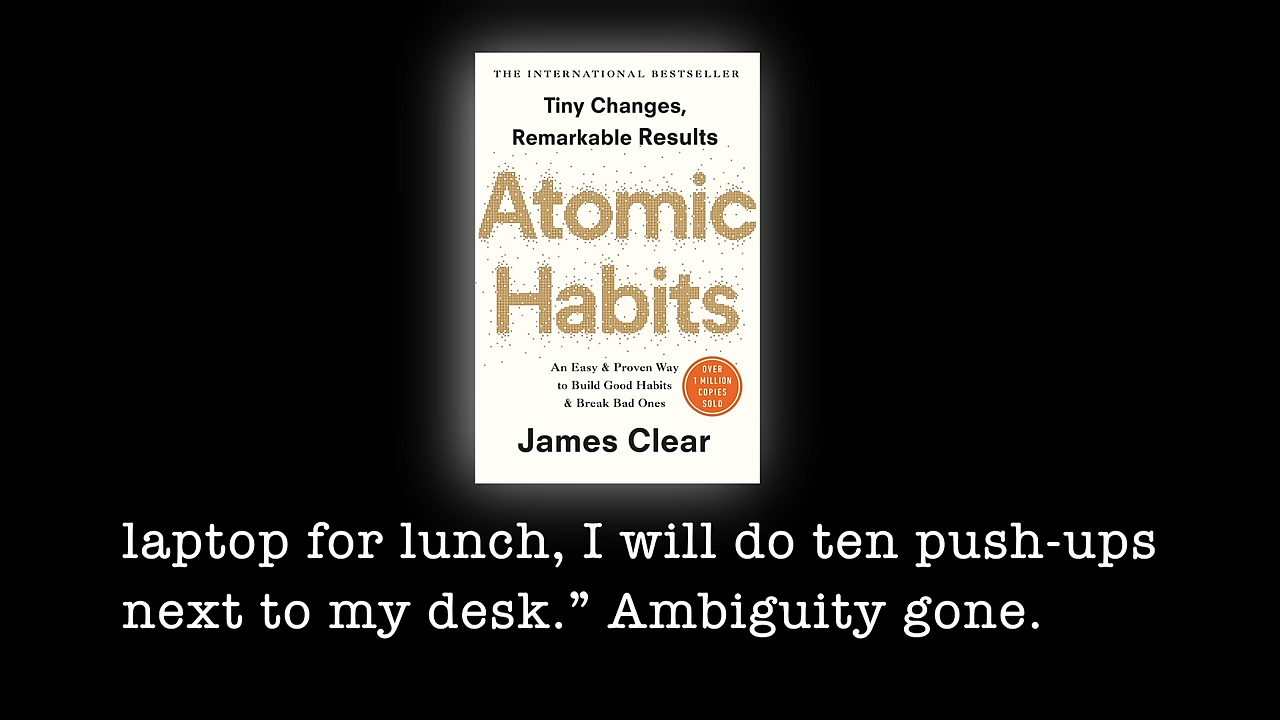 THE INTERNATIONAL BESTSELLER
Tiny Changes,
Remarkable Results
Atomic
Habits
An Easy & Proven Way
to Build Good Habits
& Break Bad Ones
OVER
1 MILLION
COPIES
SOLD
James Clear
laptop for lunch, I will do ten push-ups
next to my desk.” Ambiguity gone.